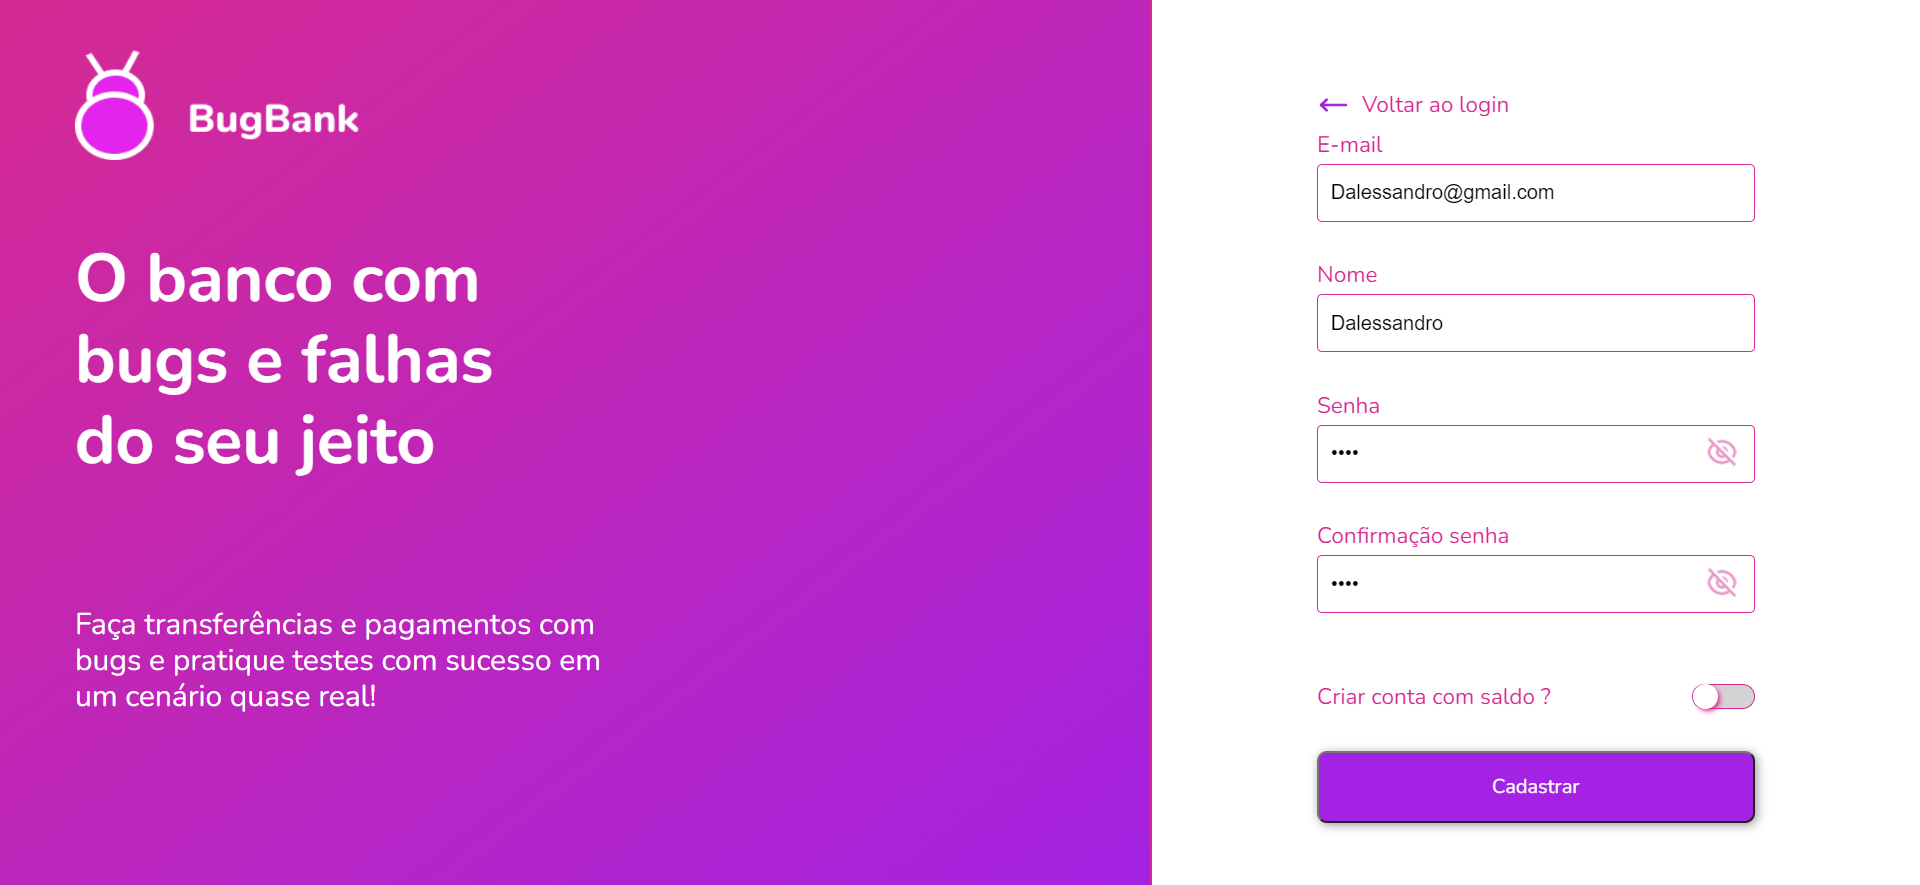 BugBank
O banco com
bugs e falhas
do seu jeito
Faça transferências e pagamentos com
bugs e pratique testes com sucesso em
um cenário quase real!
Voltar ao login
E-mail
Dalessandro@gmail.com
Nome
Dalessandro
Senha
••••
Confirmação senha
••••
Criar conta com saldo ?
Cadastrar